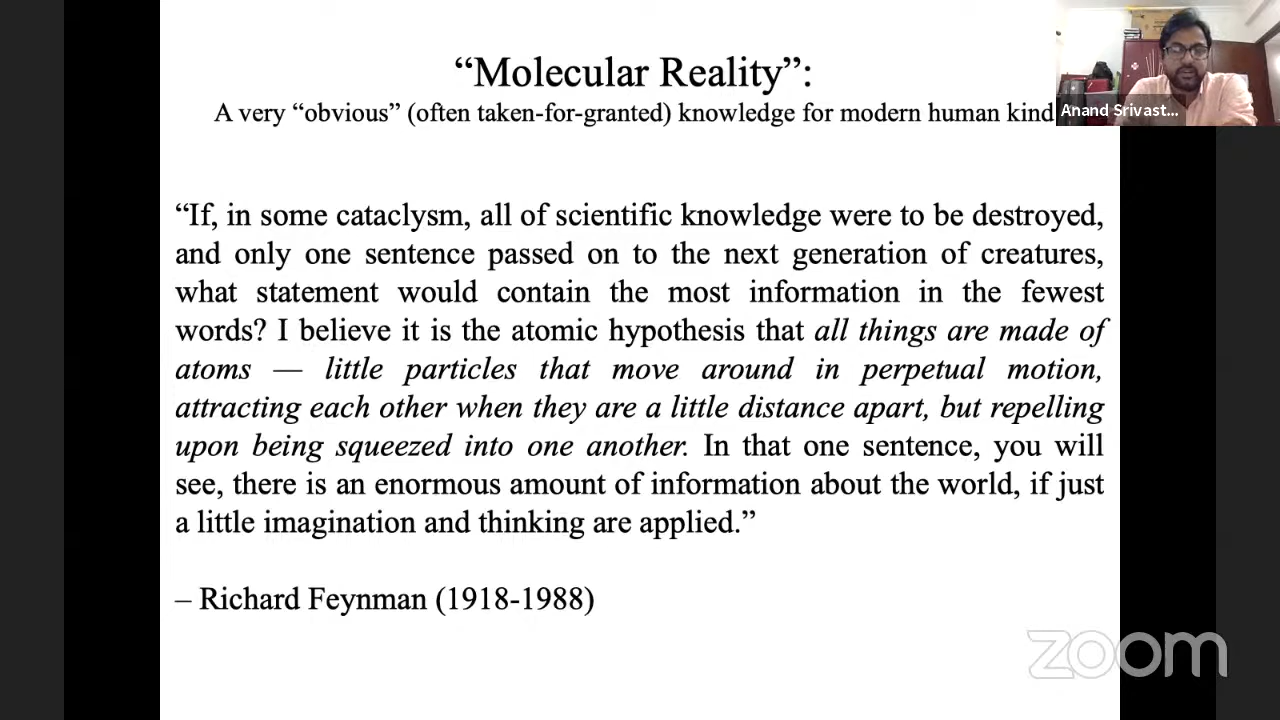 “Molecular Reality”:
A very “obvious” (often taken-for-granted) knowledge for modern human kind
Anand Srivast...
“If, in some cataclysm, all of scientific knowledge were to be destroyed,
and only one sentence passed on to the next generation of creatures,
what statement would contain the most information in the fewest
words? I believe it is the atomic hypothesis that all things are made of
atoms — little particles that move around in perpetual motion,
attracting each other when they are a little distance apart, but repelling
upon being squeezed into one another. In that one sentence, you will
see, there is an enormous amount of information about the world, if just
a little imagination and thinking are applied.”
– Richard Feynman (1918-1988)
zoom